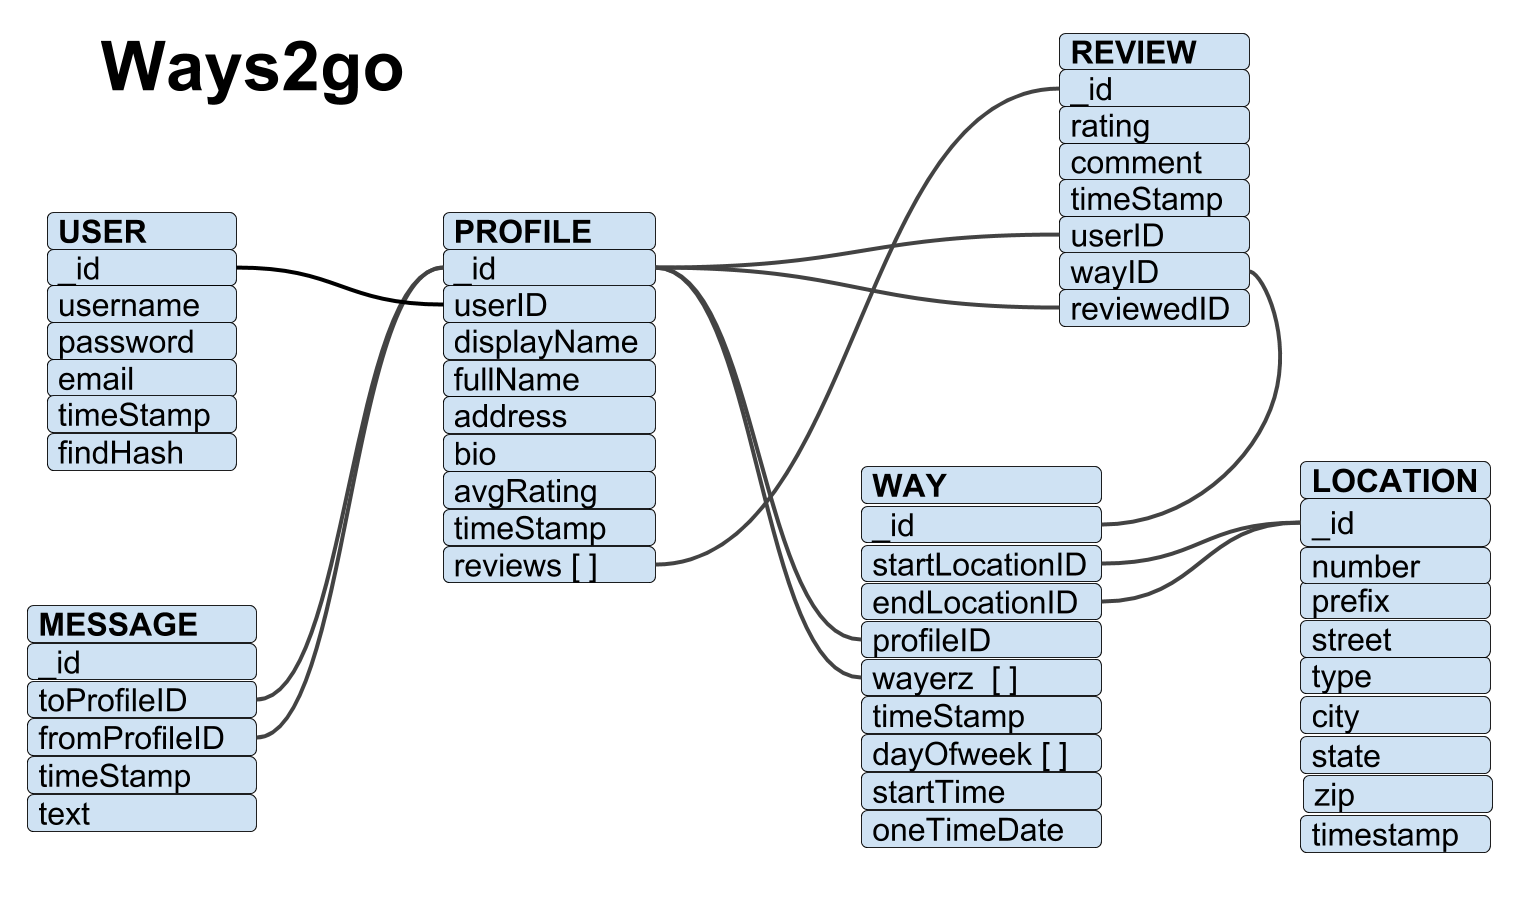 Ways2go
USER
_id
username
password
email
timeStamp
findHash
MESSAGE
_id
toProfileID
fromProfileID
timeStamp
text
PROFILE
_id
userID
displayName
fullName
address
bio
avgRating
timeStamp
reviews [ ]
REVIEW
_id
rating
comment
timeStamp
userID
wayID
reviewedID
WAY
_id
startLocationID
endLocationID
profileID
wayerz [ ]
timeStamp
dayOfweek [ ]
startTime
oneTimeDate
LOCATION
_id
number
prefix
street
type
city
state
zip
timestamp